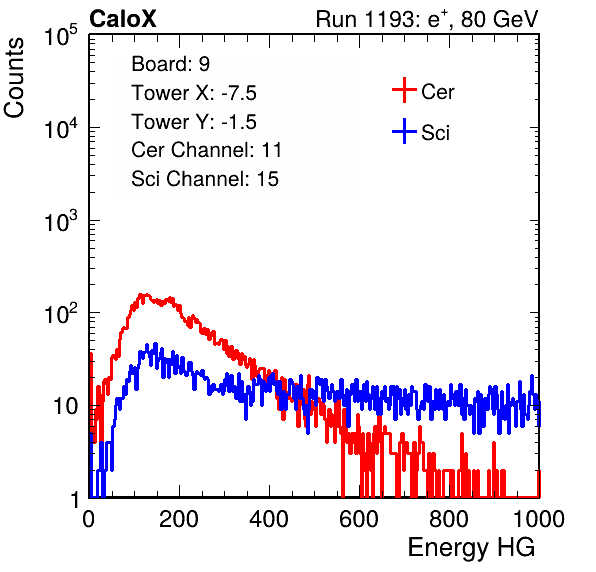 CaloX Run 1193: e⁺, 80 GeV
Counts
10⁵
10⁴
10³
10²
10
1
Board: 9
Tower X: -7.5
Tower Y: -1.5
Cer Channel: 11
Sci Channel: 15
Cer
Sci
0 200 400 600 800 1000
Energy HG